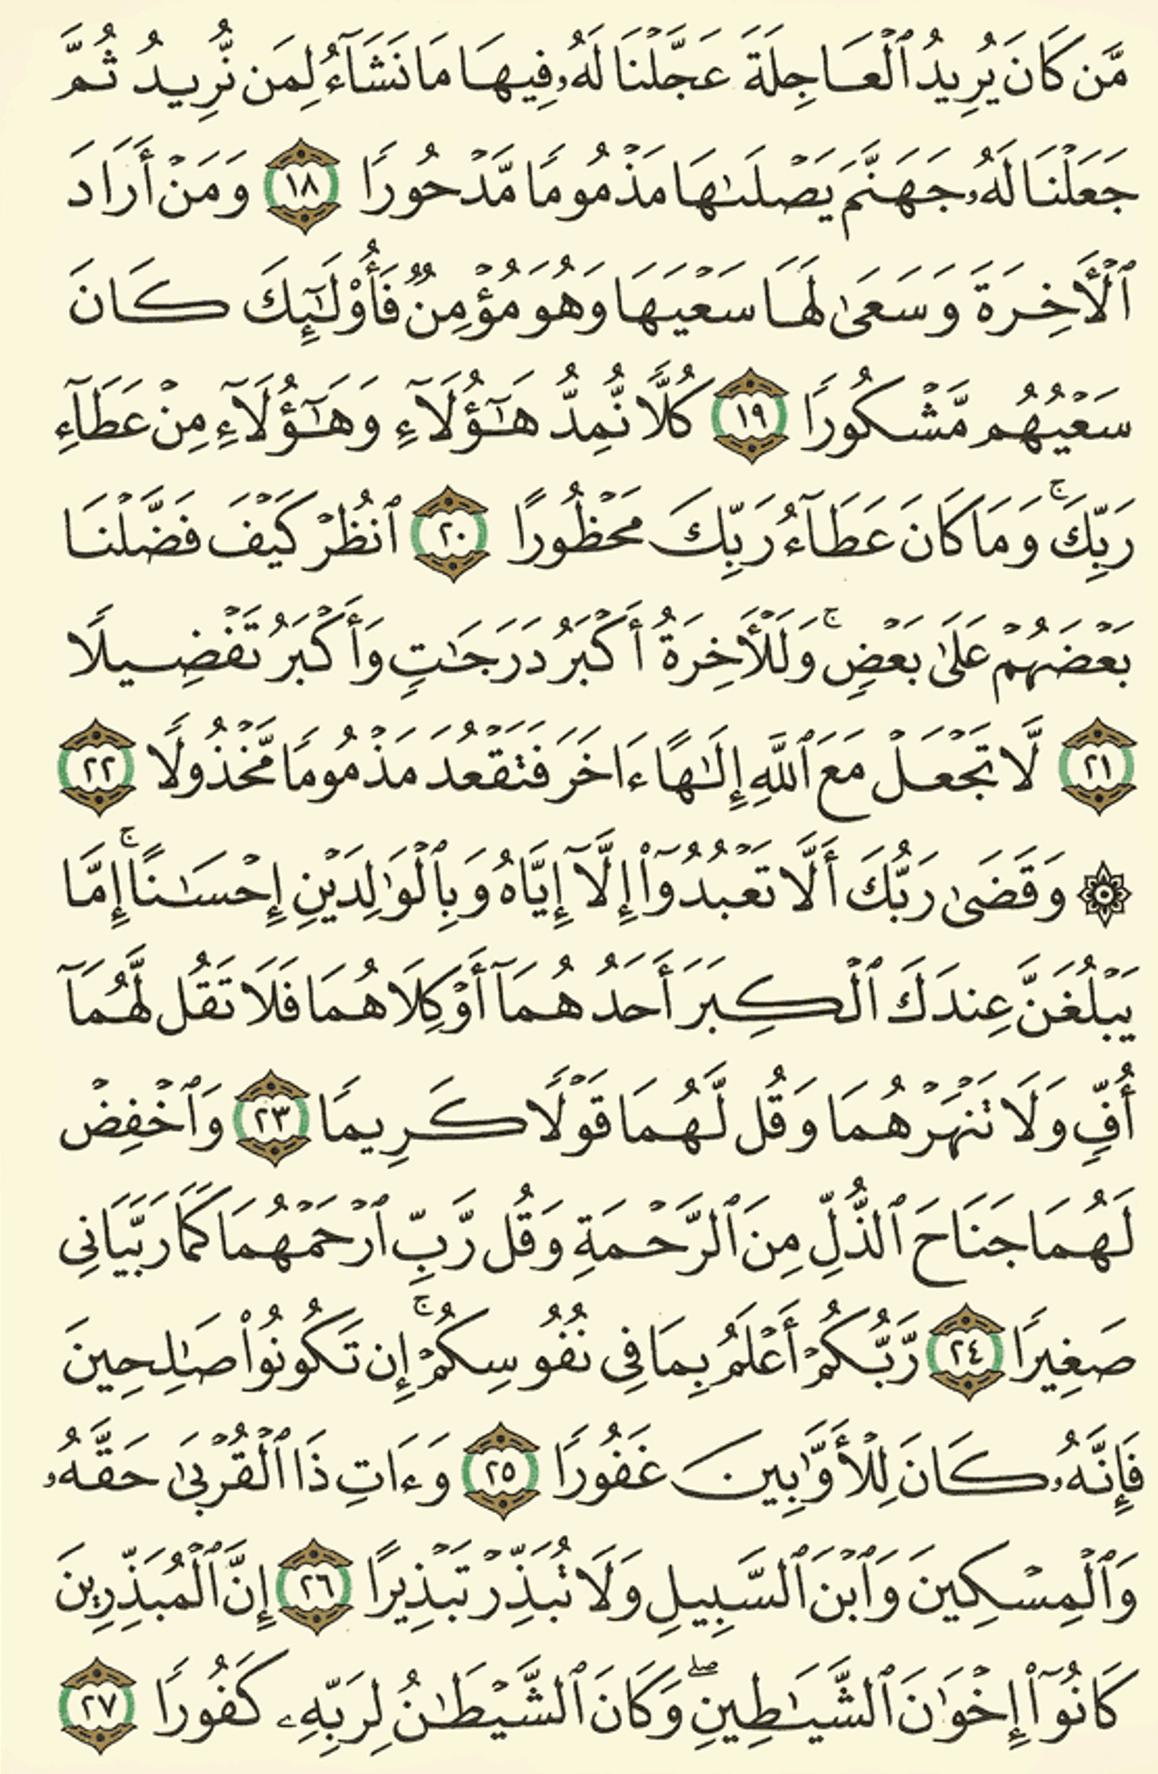 مَّن كَانَ يُرِيدُ ٱلْعَاجِلَةَ عَجَّلْنَا لَهُۥ فِيهَا مَا نَشَآءُ لِمَن نُّرِيدُ ثُمَّ
جَعَلْنَا لَهُۥ جَهَنَّمَ يَصْلَىٰهَا مَذْمُومًا مَّدْحُورًا ١٨ وَمَنْ أَرَادَ
ٱلْأَخِرَةَ وَسَعَىٰ لَهَا سَعْيَهَا وَهُوَ مُؤْمِنٌ فَأُو۟لَٰٓئِكَ كَانَ
سَعْيُهُم مَّشْكُورًا ١٩ كُلًّا نُّمِدُّ هَٰٓؤُلَآءِ وَهَٰٓؤُلَآءِ مِنْ عَطَآءِ
رَبِّكَ ۚ وَمَا كَانَ عَطَآءُ رَبِّكَ مَحْظُورًا ٢٠ ٱنظُرْ كَيْفَ فَضَّلْنَا
بَعْضَهُمْ عَلَىٰ بَعْضٍ ۚ وَلَلْأَخِرَةُ أَكْبَرُ دَرَجَٰتٍ وَأَكْبَرُ تَفْضِيلًا
٢١ لَّا تَجْعَلْ مَعَ ٱللَّهِ إِلَٰهًا ءَاخَرَ فَتَقْعُدَ مَذْمُومًا مَّخْذُولًا ٢٢
۞ وَقَضَىٰ رَبُّكَ أَلَّا تَعْبُدُوٓا۟ إِلَّآ إِيَّاهُ وَبِٱلْوَٰلِدَيْنِ إِحْسَٰنًا ۚ إِمَّا
يَبْلُغَنَّ عِندَكَ ٱلْكِبَرَ أَحَدُهُمَآ أَوْ كِلَاهُمَا فَلَا تَقُل لَّهُمَآ
أُفٍّ وَلَا تَنْهَرْهُمَا وَقُل لَّهُمَا قَوْلًا كَرِيمًا ٢٣ وَٱخْفِضْ
لَهُمَا جَنَاحَ ٱلذُّلِّ مِنَ ٱلرَّحْمَةِ وَقُل رَّبِّ ٱرْحَمْهُمَا كَمَا رَبَّيَانِى
صَغِيرًا ٢٤ رَّبُّكُمْ أَعْلَمُ بِمَا فِى نُفُوسِكُمْ ۚ إِن تَكُونُوا۟ صَٰلِحِينَ
فَإِنَّهُۥ كَانَ لِلْأَوَّٰبِينَ غَفُورًا ٢٥ وَءَاتِ ذَا ٱلْقُرْبَىٰ حَقَّهُۥ
وَٱلْمِسْكِينَ وَٱبْنَ ٱلسَّبِيلِ وَلَا تُبَذِّرْ تَبْذِيرًا ٢٦ إِنَّ ٱلْمُبَذِّرِينَ
كَانُوٓا۟ إِخْوَٰنَ ٱلشَّيَٰطِينِ ۖ وَكَانَ ٱلشَّيْطَٰنُ لِرَبِّهِۦ كَفُورًا ٢٧